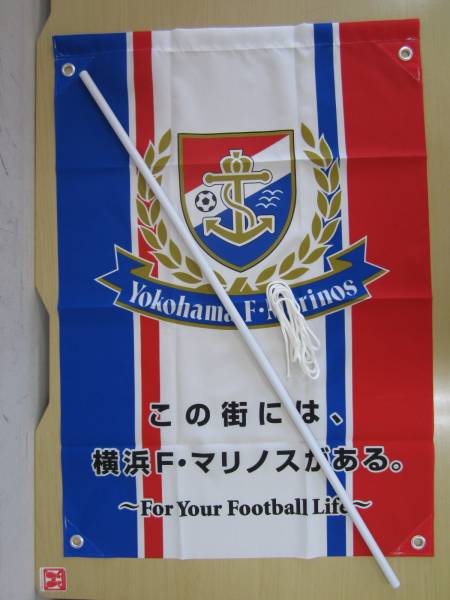 Yokohama F·Marinos
この街には、
横浜F・マリノスがある。
~For Your Football Life~